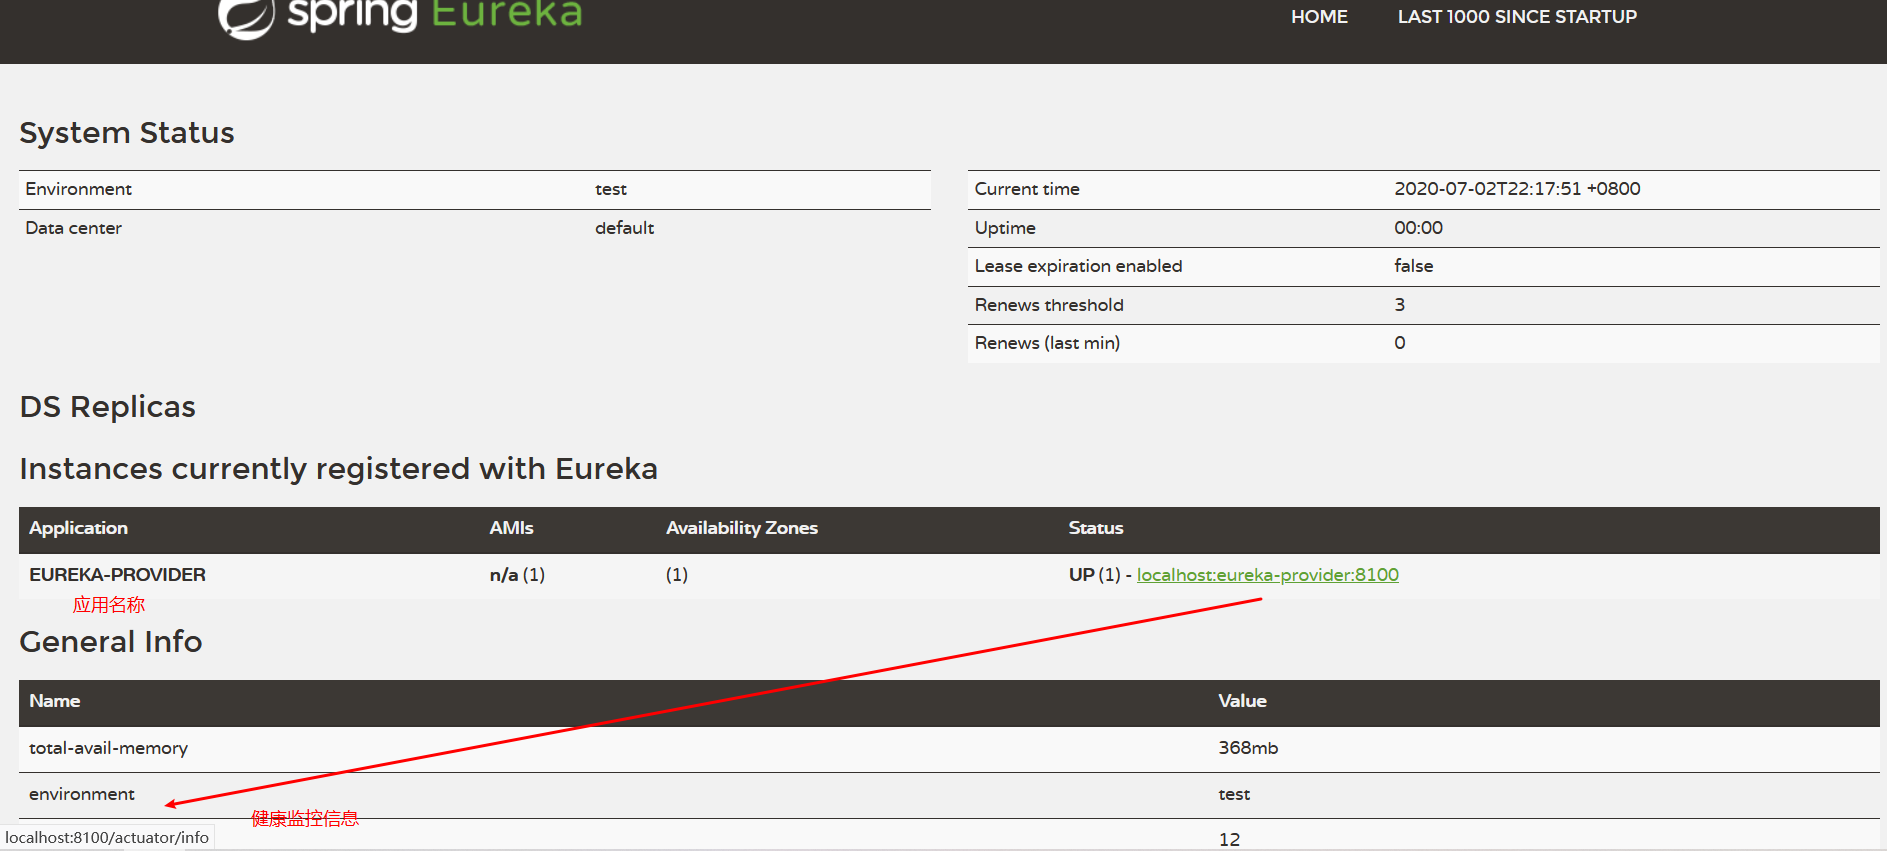 spring Eureka
HOME LAST 1000 SINCE STARTUP
System Status
Environment test
Data center default
Current time 2020-07-02T22:17:51 +0800
Uptime 00:00
Lease expiration enabled false
Renews threshold 3
Renews (last min) 0
DS Replicas
Instances currently registered with Eureka
Application AMIs Availability Zones Status
EUREKA-PROVIDER n/a (1) (1) UP (1) - localhost:eureka-provider:8100
应用名称
General Info
Name Value
total-avail-memory 368mb
environment test
健康监控信息
12
localhost:8100/actuator/info